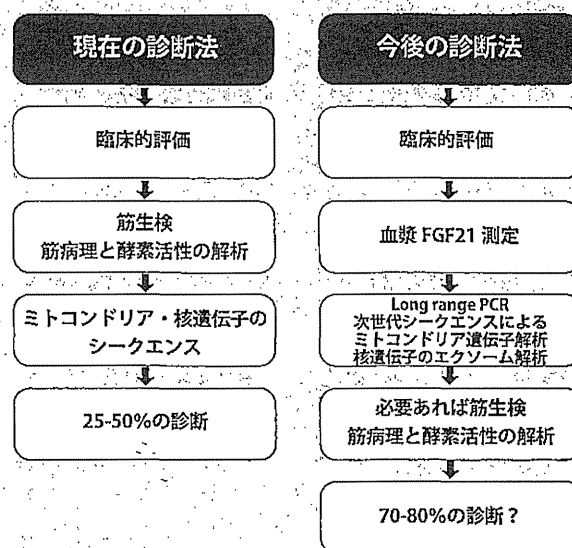 現在の診断法
臨床的評価
筋生検
筋病理と酵素活性の解析
ミトコンドリア・核遺伝子の
シークエンス
25-50%の診断
今後の診断法
臨床的評価
血漿 FGF21 測定
Long range PCR
次世代シークエンスによる
ミトコンドリア遺伝子解析
核遺伝子のエクソーム解析
必要あれば筋生検
筋病理と酵素活性の解析
70-80%の診断？